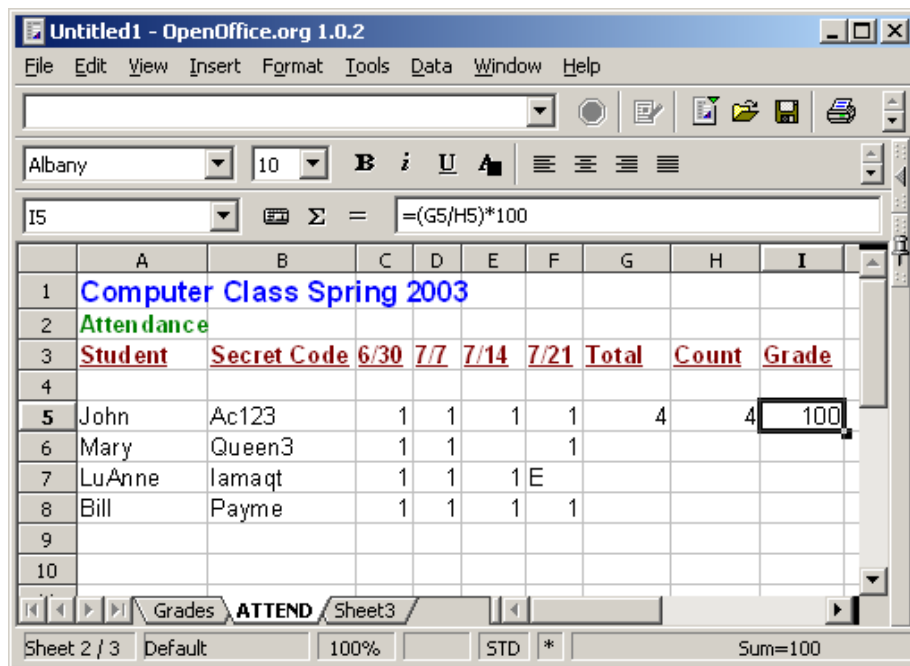 Untitled1 - OpenOffice.org 1.0.2
File Edit View Insert Format Tools Data Window Help
Albany 10 B i U A
I5 Σ = =(G5/H5)*100
A B C D E F G H I
1 Computer Class Spring 2003
2 Attendance
3 Student Secret Code 6/30 7/7 7/14 7/21 Total Count Grade
4
5 John Ac123 1 1 1 1 4 4 100
6 Mary Queen3 1 1 1
7 LuAnne Iamaqt 1 1 1 E
8 Bill Payme 1 1 1 1
9
10
Grades ATTEND Sheet3
Sheet 2 / 3 Default 100% STD * Sum=100